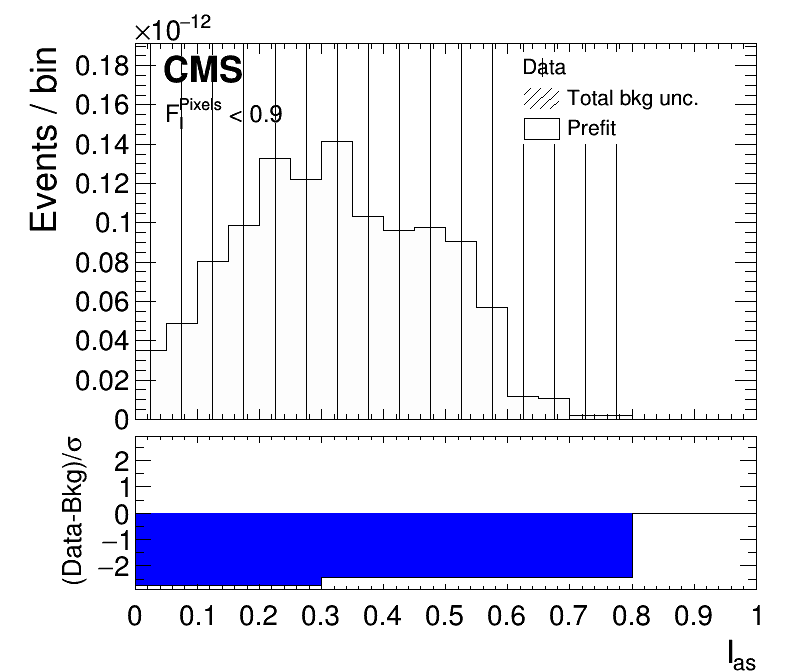 ×10−12
Events / bin
0.18
0.16
0.14
0.12
0.1
0.08
0.06
0.04
0.02
0
CMS
FiPixels < 0.9
Data
Total bkg unc.
Prefit
(Data-Bkg)/σ
2
1
0
−1
−2
0 0.1 0.2 0.3 0.4 0.5 0.6 0.7 0.8 0.9 1
Ias